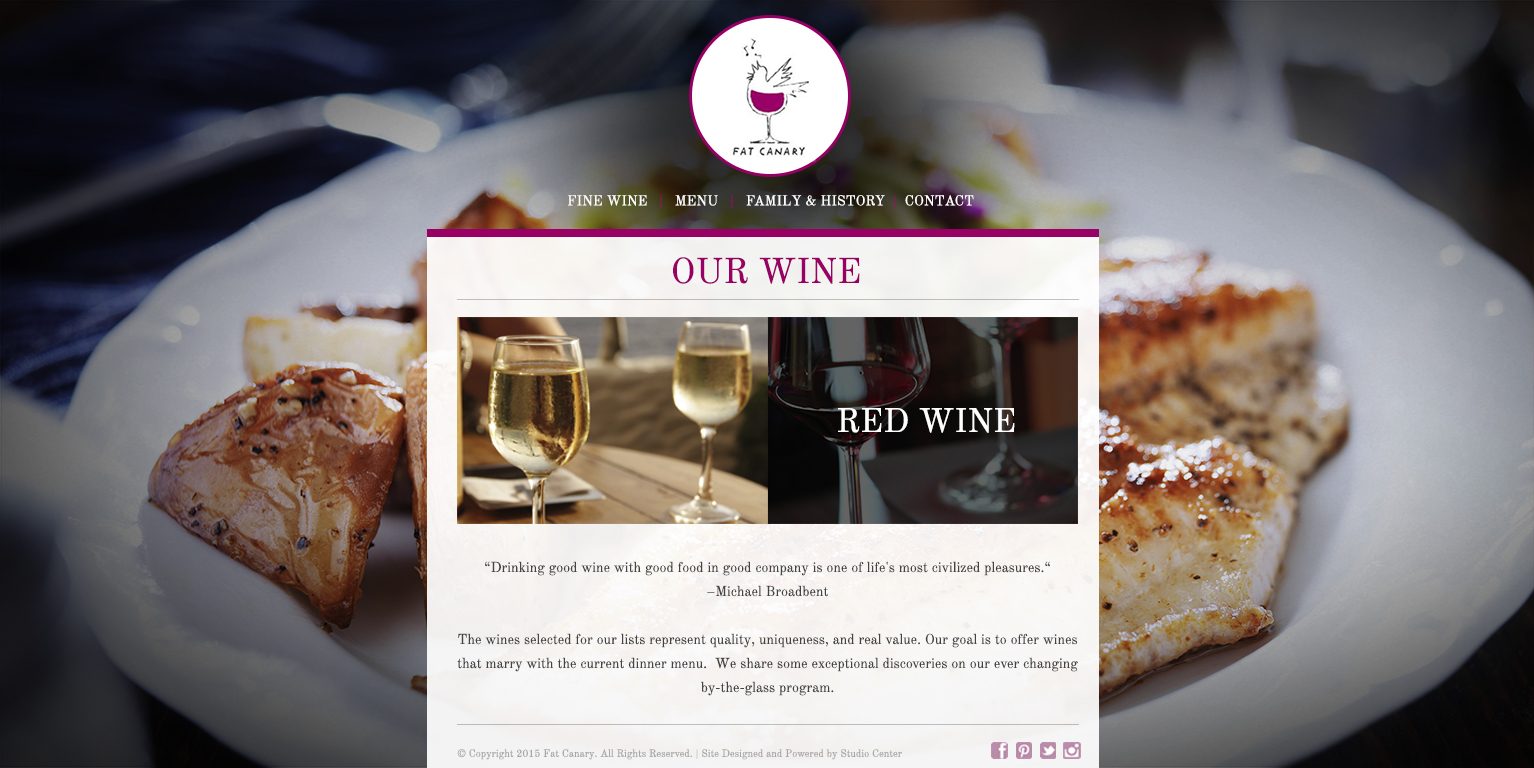 FAT CANARY
FINE WINE | MENU | FAMILY & HISTORY | CONTACT
OUR WINE
RED WINE
“Drinking good wine with good food in good company is one of life's most civilized pleasures.“
–Michael Broadbent
The wines selected for our lists represent quality, uniqueness, and real value. Our goal is to offer wines
that marry with the current dinner menu.  We share some exceptional discoveries on our ever changing
by-the-glass program.
© Copyright 2015 Fat Canary. All Rights Reserved. | Site Designed and Powered by Studio Center